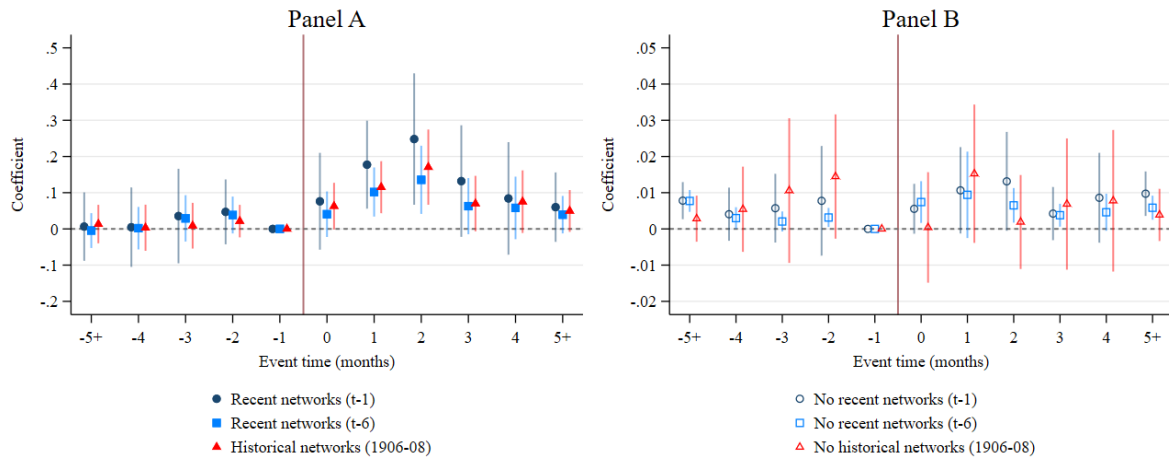 Panel A
.5
.4
.3
.2
.1
0
-.1
-.2
Coefficient
-5+ -4 -3 -2 -1 0 1 2 3 4 5+
Event time (months)
Recent networks (t-1)
Recent networks (t-6)
Historical networks (1906-08)
Panel B
.05
.04
.03
.02
.01
0
-.01
-.02
Coefficient
-5+ -4 -3 -2 -1 0 1 2 3 4 5+
Event time (months)
No recent networks (t-1)
No recent networks (t-6)
No historical networks (1906-08)